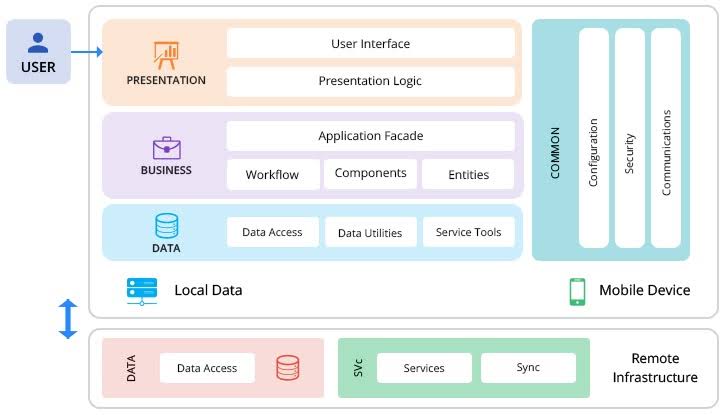 USER
PRESENTATION
User Interface
Presentation Logic
BUSINESS
Application Facade
Workflow
Components
Entities
DATA
Data Access
Data Utilities
Service Tools
COMMON
Configuration
Security
Communications
Local Data
Mobile Device
DATA
Data Access
SVc
Services
Sync
Remote
Infrastructure